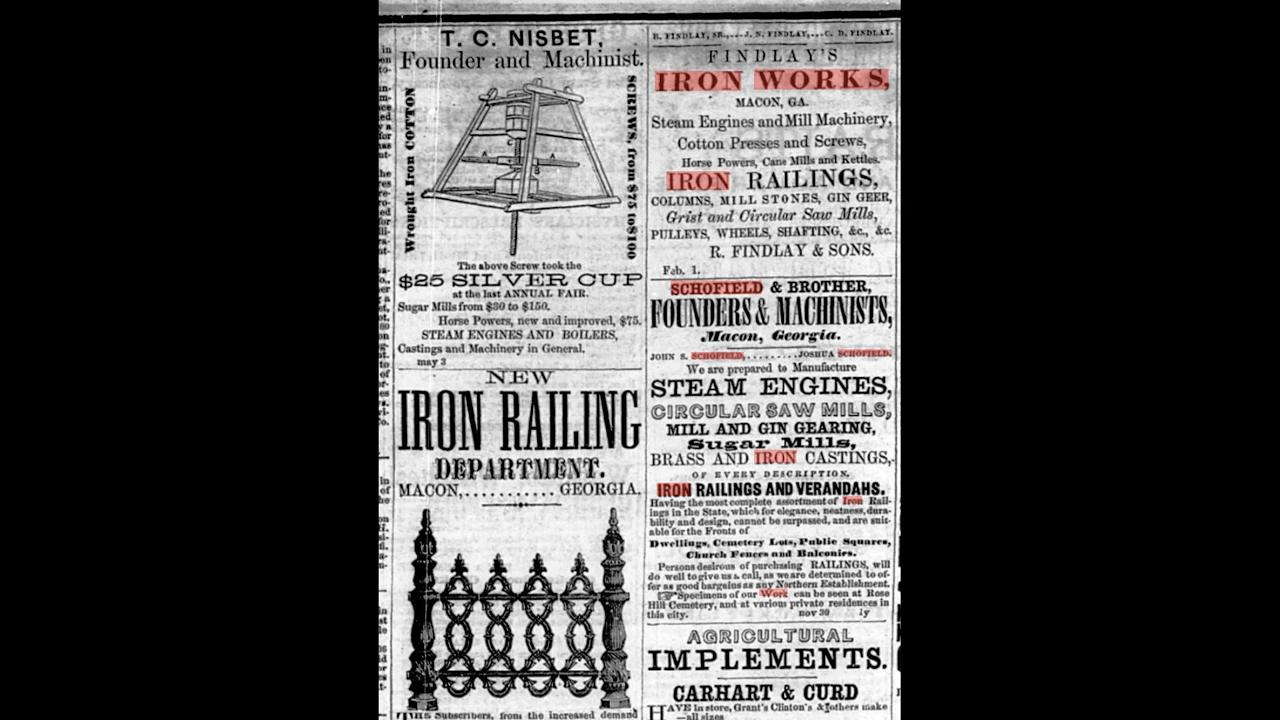 T. C. NISBET,
Founder and Machinist.
Wrought Iron COTTON
SCREWS, from $75 to $100
The above Screw took the
$25 SILVER CUP
at the last ANNUAL FAIR.
Sugar Mills from $30 to $150.
Horse Powers, new and improved, $75.
STEAM ENGINES AND BOILERS,
Castings and Machinery in General.
may 3
NEW
IRON RAILING
DEPARTMENT.
MACON,........... GEORGIA.
THE Subscribers, from the increased demand
R. FINDLAY, SR.,...J. N. FINDLAY,...C. D. FINDLAY.
FINDLAY'S
IRON WORKS,
MACON, GA.
Steam Engines and Mill Machinery,
Cotton Presses and Screws,
Horse Powers, Cane Mills and Kettles.
IRON RAILINGS,
COLUMNS, MILL STONES, GIN GEER,
Grist and Circular Saw Mills,
PULLEYS, WHEELS, SHAFTING, &c., &c.
R. FINDLAY & SONS.
Feb. 1.
SCHOFIELD & BROTHER,
FOUNDERS & MACHINISTS,
Macon, Georgia.
JOHN S. SCHOFIELD,.........JOSHUA SCHOFIELD.
We are prepared to Manufacture
STEAM ENGINES,
CIRCULAR SAW MILLS,
MILL AND GIN GEARING,
Sugar Mills,
BRASS AND IRON CASTINGS,
OF EVERY DESCRIPTION.
IRON RAILINGS AND VERANDAHS.
Having the most complete assortment of Iron Rail-
ings in the State, which for elegance, neatness, dura-
bility and design, cannot be surpassed, and are suit-
able for the Fronts of
Dwellings, Cemetery Lots, Public Squares,
Church Fences and Balconies.
Persons desirous of purchasing RAILINGS, will
do well to give us a call, as we are determined to of-
fer as good bargains as any Northern Establishment.
☞Specimens of our Work can be seen at Rose
Hill Cemetery, and at various private residences in
this city. nov 30 ly
AGRICULTURAL
IMPLEMENTS.
CARHART & CURD
HAVE in store, Grant's Clinton's & others make
—all sizes